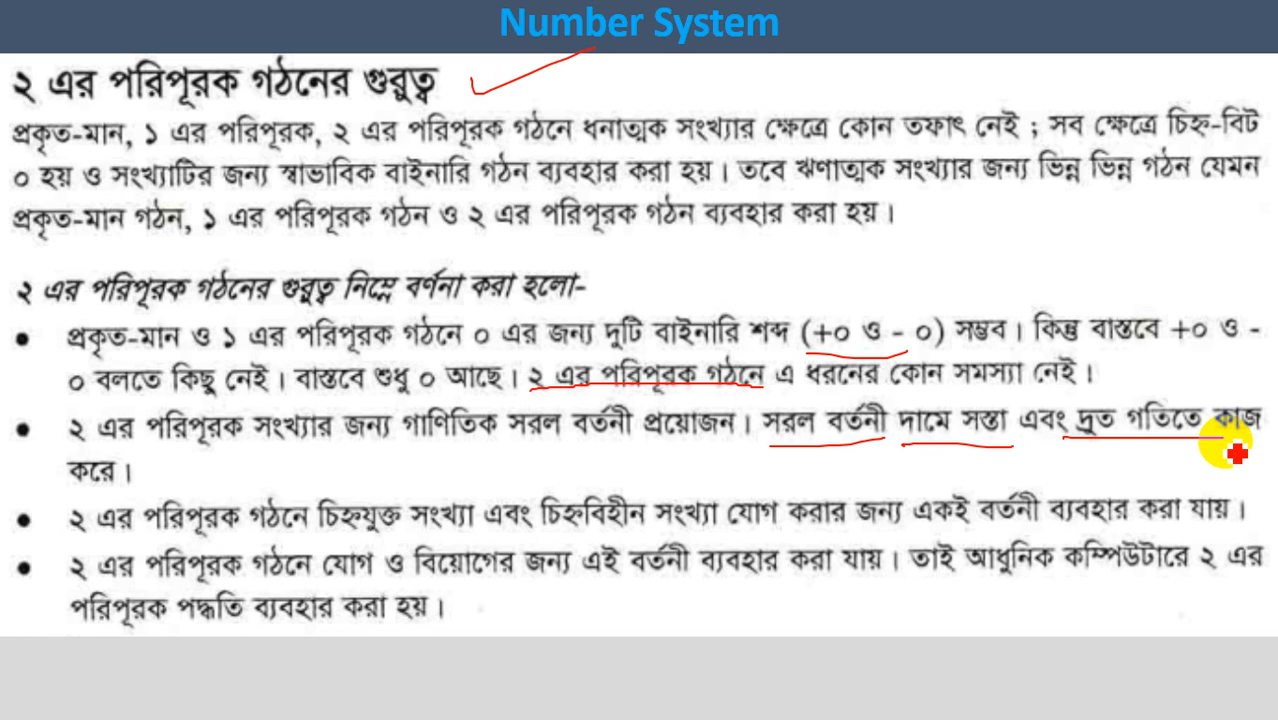 Number System
২ এর পরিপূরক গঠনের গুরুত্ব
প্রকৃত-মান, ১ এর পরিপূরক, ২ এর পরিপূরক গঠনে ধনাত্মক সংখ্যার ক্ষেত্রে কোন তফাৎ নেই ; সব ক্ষেত্রে চিহ্ন-বিট
০ হয় ও সংখ্যাটির জন্য স্বাভাবিক বাইনারি গঠন ব্যবহার করা হয়। তবে ঋণাত্মক সংখ্যার জন্য ভিন্ন ভিন্ন গঠন যেমন
প্রকৃত-মান গঠন, ১ এর পরিপূরক গঠন ও ২ এর পরিপূরক গঠন ব্যবহার করা হয়।
২ এর পরিপূরক গঠনের গুরুত্ব নিম্নে বর্ণনা করা হলো-
• প্রকৃত-মান ও ১ এর পরিপূরক গঠনে ০ এর জন্য দুটি বাইনারি শব্দ (+০ ও - ০) সম্ভব। কিন্তু বাস্তবে +০ ও -
০ বলতে কিছু নেই। বাস্তবে শুধু ০ আছে। ২ এর পরিপূরক গঠনে এ ধরনের কোন সমস্যা নেই।
• ২ এর পরিপূরক সংখ্যার জন্য গাণিতিক সরল বর্তনী প্রয়োজন। সরল বর্তনী দামে সস্তা এবং দ্রুত গতিতে কাজ
করে।
• ২ এর পরিপূরক গঠনে চিহ্নযুক্ত সংখ্যা এবং চিহ্নবিহীন সংখ্যা যোগ করার জন্য একই বর্তনী ব্যবহার করা যায়।
• ২ এর পরিপূরক গঠনে যোগ ও বিয়োগের জন্য এই বর্তনী ব্যবহার করা যায়। তাই আধুনিক কম্পিউটারে ২ এর
পরিপূরক পদ্ধতি ব্যবহার করা হয়।